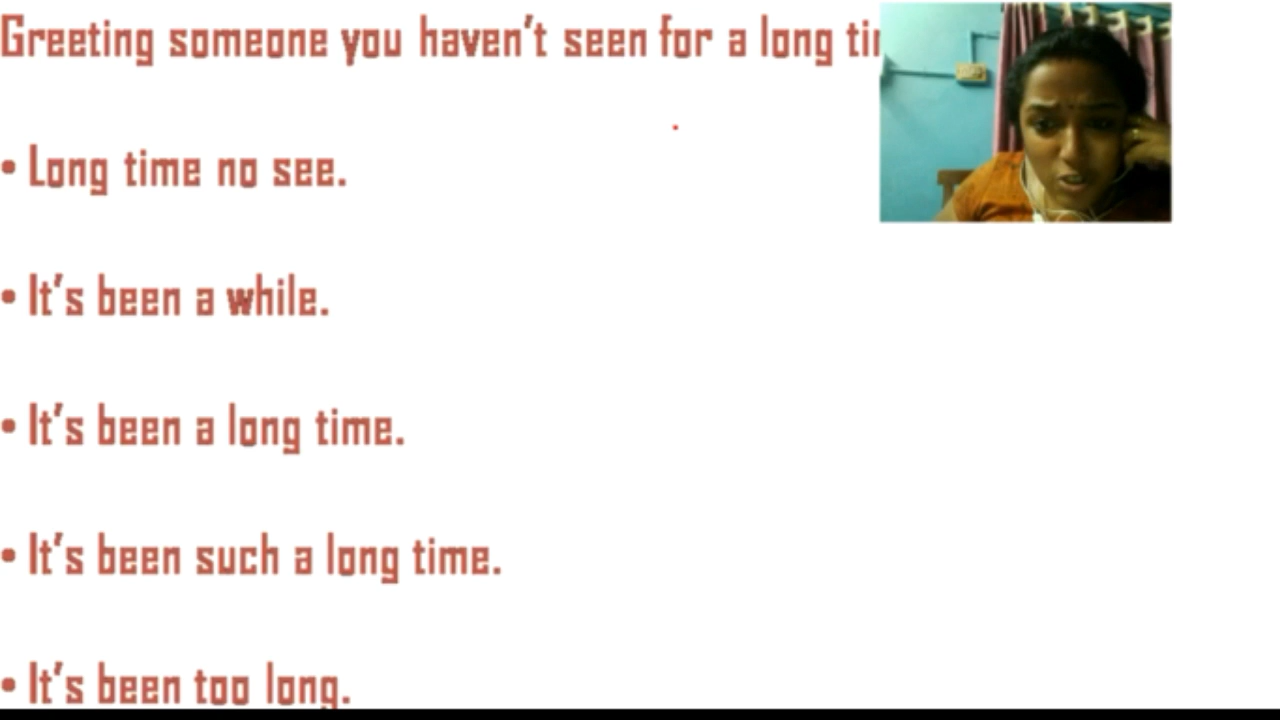 Greeting someone you haven't seen for a long
• Long time no see.
• It's been a while.
• It's been a long time.
• It's been such a long time.
• It's been too long.